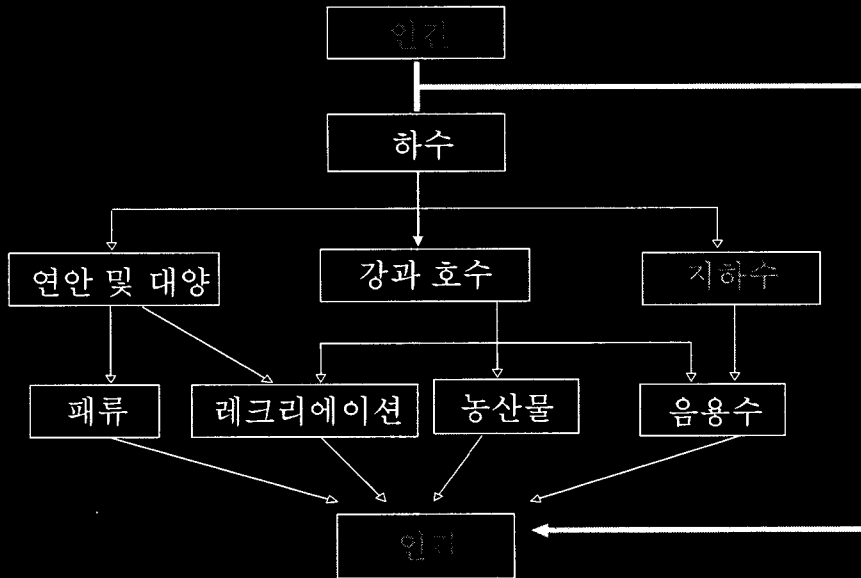 인간
하수
연안 및 대양
강과 호수
지하수
패류
레크리에이션
농산물
음용수
인간